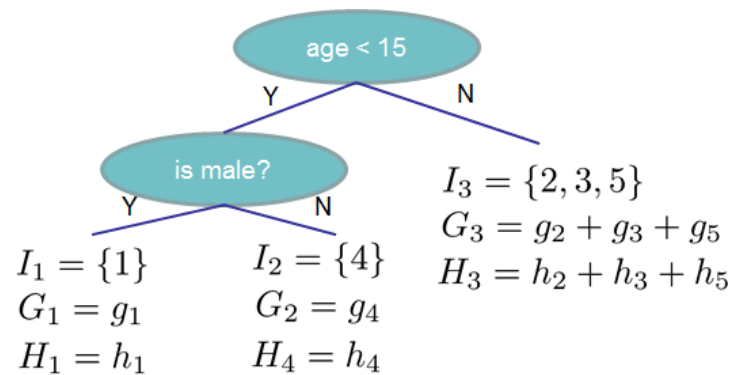 age < 15
Y
N
is male?
Y
N
I₁ = {1}
G₁ = g₁
H₁ = h₁
I₂ = {4}
G₂ = g₄
H₄ = h₄
I₃ = {2, 3, 5}
G₃ = g₂ + g₃ + g₅
H₃ = h₂ + h₃ + h₅